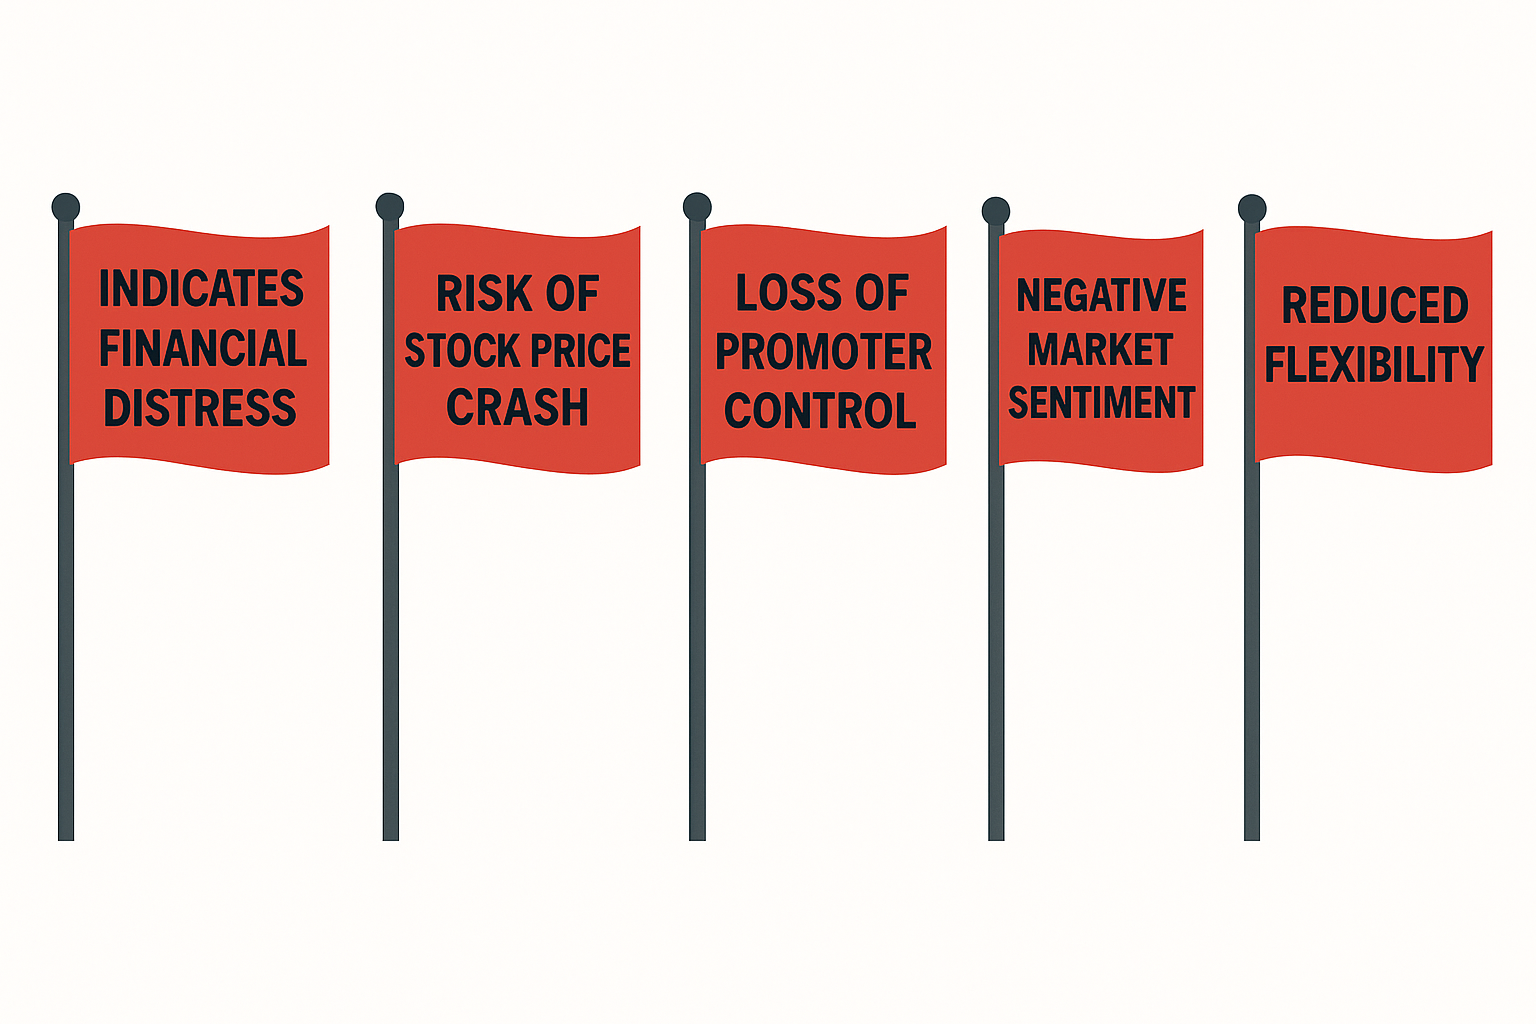 INDICATES
FINANCIAL
DISTRESS
RISK OF
STOCK PRICE
CRASH
LOSS OF
PROMOTER
CONTROL
NEGATIVE
MARKET
SENTIMENT
REDUCED
FLEXIBILITY